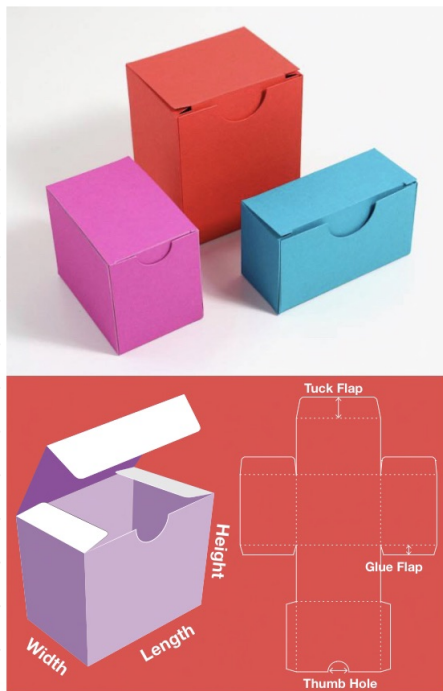 Tuck Flap
Height
Glue Flap
Width
Length
Thumb Hole